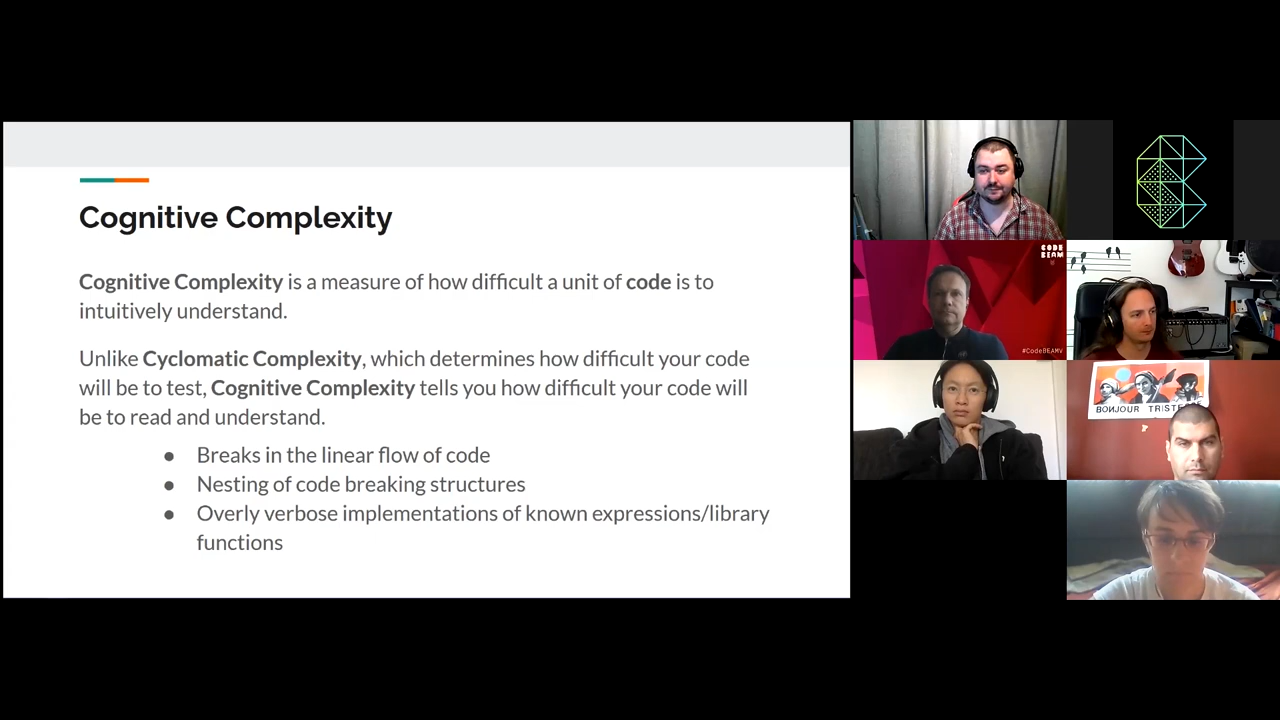 Cognitive Complexity
Cognitive Complexity is a measure of how difficult a unit of code is to
intuitively understand.
Unlike Cyclomatic Complexity, which determines how difficult your code
will be to test, Cognitive Complexity tells you how difficult your code will
be to read and understand.
● Breaks in the linear flow of code
● Nesting of code breaking structures
● Overly verbose implementations of known expressions/library
functions
CODE
BEAM
#CodeBEAMV
BONJOUR TRISTE